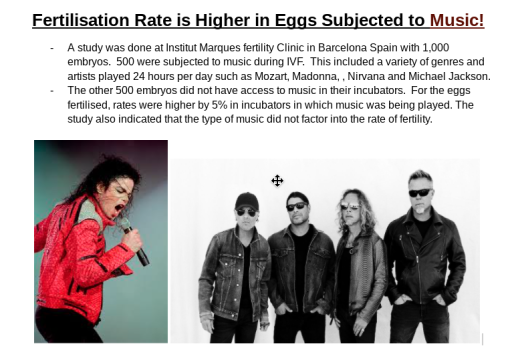 Fertilisation Rate is Higher in Eggs Subjected to Music!
- A study was done at Institut Marques fertility Clinic in Barcelona Spain with 1,000
embryos.  500 were subjected to music during IVF.  This included a variety of genres and
artists played 24 hours per day such as Mozart, Madonna, , Nirvana and Michael Jackson.
- The other 500 embryos did not have access to music in their incubators.  For the eggs
fertilised, rates were higher by 5% in incubators in which music was being played. The
study also indicated that the type of music did not factor into the rate of fertility.